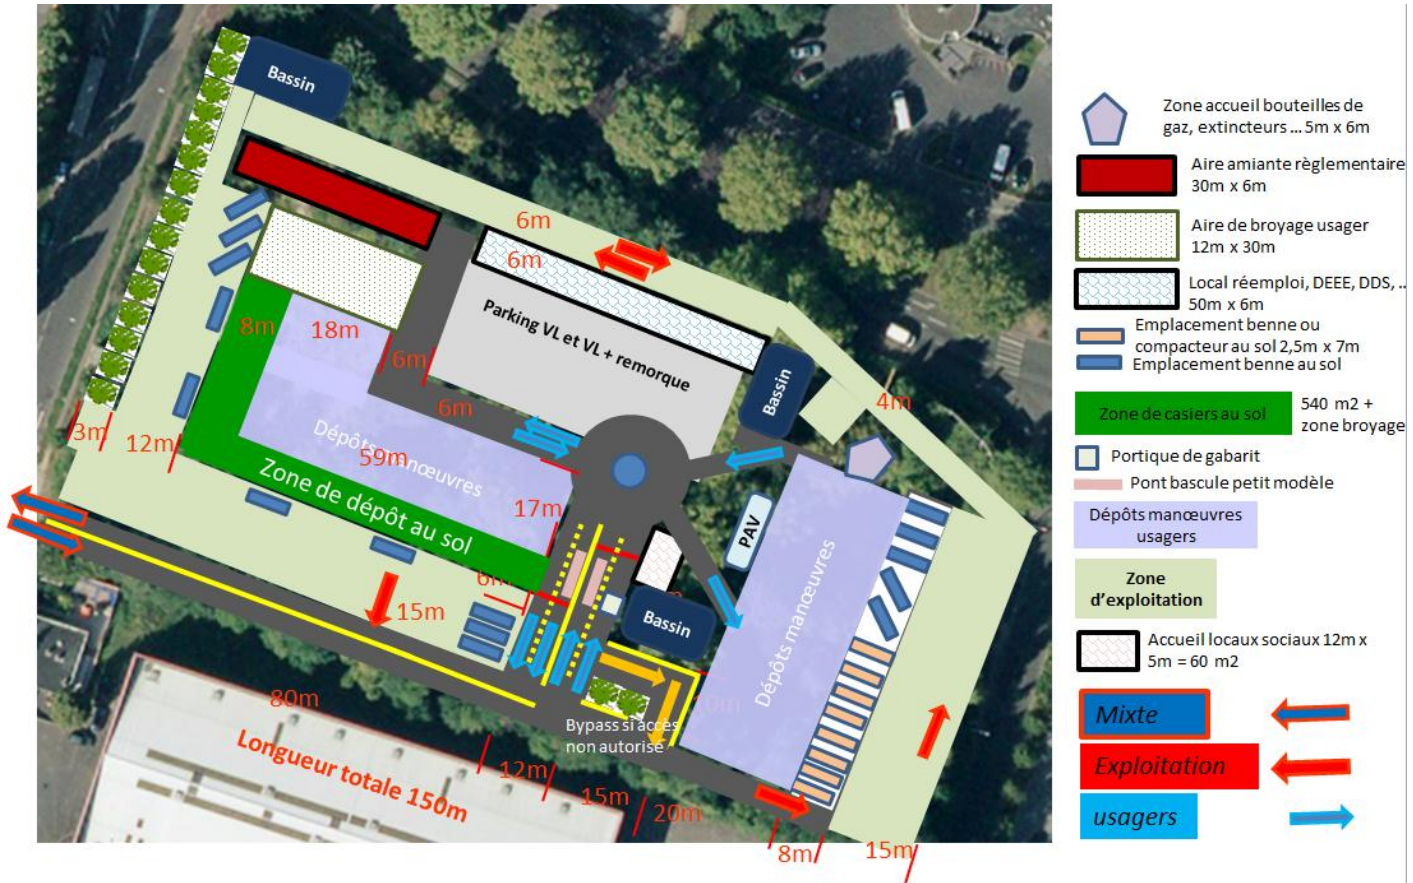 Bassin
6m
6m
Parking VL et VL + remorque
8m
18m
6m
6m
Bassin
4m
3m
12m
Dépôts manœuvres
59m
Zone de dépôt au sol
17m
PAV
Dépôts manœuvres
6m
15m
Bassin
80m
Longueur totale 150m
Bypass si accès
non autorisé
10m
12m
15m
20m
8m
15m
Zone accueil bouteilles de
gaz, extincteurs ... 5m x 6m
Aire amiante règlementaire
30m x 6m
Aire de broyage usager
12m x 30m
Local réemploi, DEEE, DDS, ..
50m x 6m
Emplacement benne ou
compacteur au sol 2,5m x 7m
Emplacement benne au sol
Zone de casiers au sol
540 m2 +
zone broyage
Portique de gabarit
Pont bascule petit modèle
Dépôts manœuvres
usagers
Zone
d'exploitation
Accueil locaux sociaux 12m x
5m = 60 m2
Mixte
Exploitation
usagers